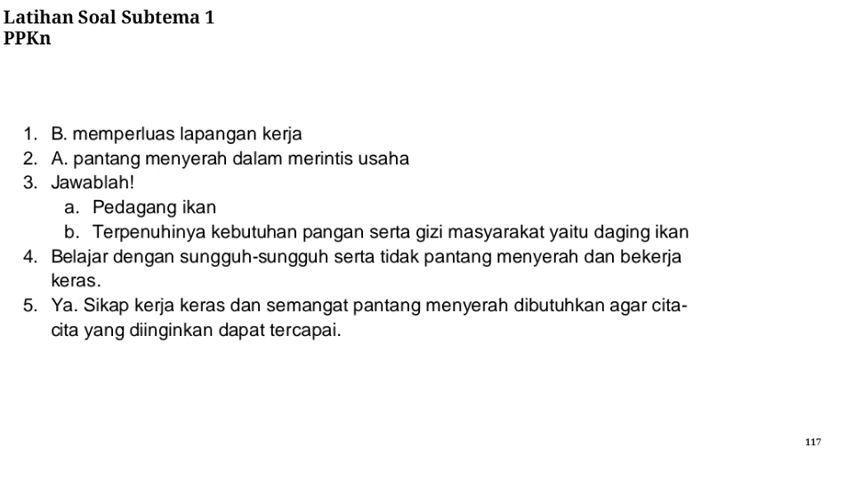 Latihan Soal Subtema 1
PPKn
1. B. memperluas lapangan kerja
2. A. pantang menyerah dalam merintis usaha
3. Jawablah!
a. Pedagang ikan
b. Terpenuhinya kebutuhan pangan serta gizi masyarakat yaitu daging ikan
4. Belajar dengan sungguh-sungguh serta tidak pantang menyerah dan bekerja
keras.
5. Ya. Sikap kerja keras dan semangat pantang menyerah dibutuhkan agar cita-
cita yang diinginkan dapat tercapai.
117